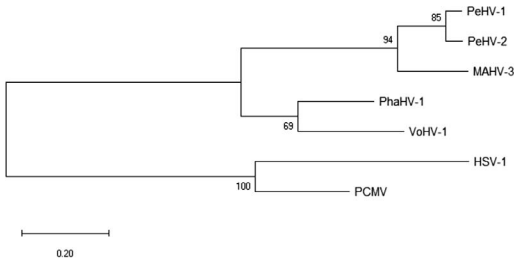 PeHV-1
85
PeHV-2
94
MAHV-3
PhaHV-1
69
VoHV-1
HSV-1
100
PCMV
0.20